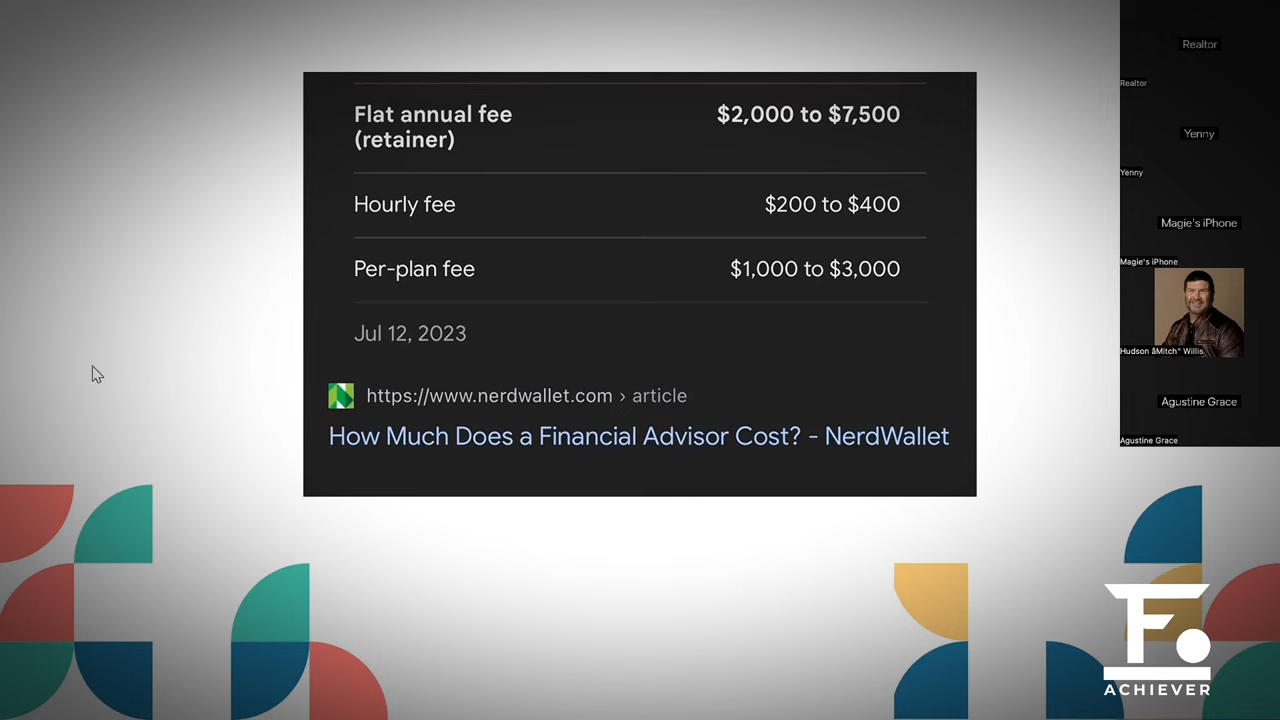 Flat annual fee
(retainer)
$2,000 to $7,500
Hourly fee
$200 to $400
Per-plan fee
$1,000 to $3,000
Jul 12, 2023
https://www.nerdwallet.com › article
How Much Does a Financial Advisor Cost? - NerdWallet
Realtor
Realtor
Yenny
Yenny
Magie's iPhone
Magie's iPhone
Hudson âMitch" Willis
Agustine Grace
Agustine Grace
ACHIEVER